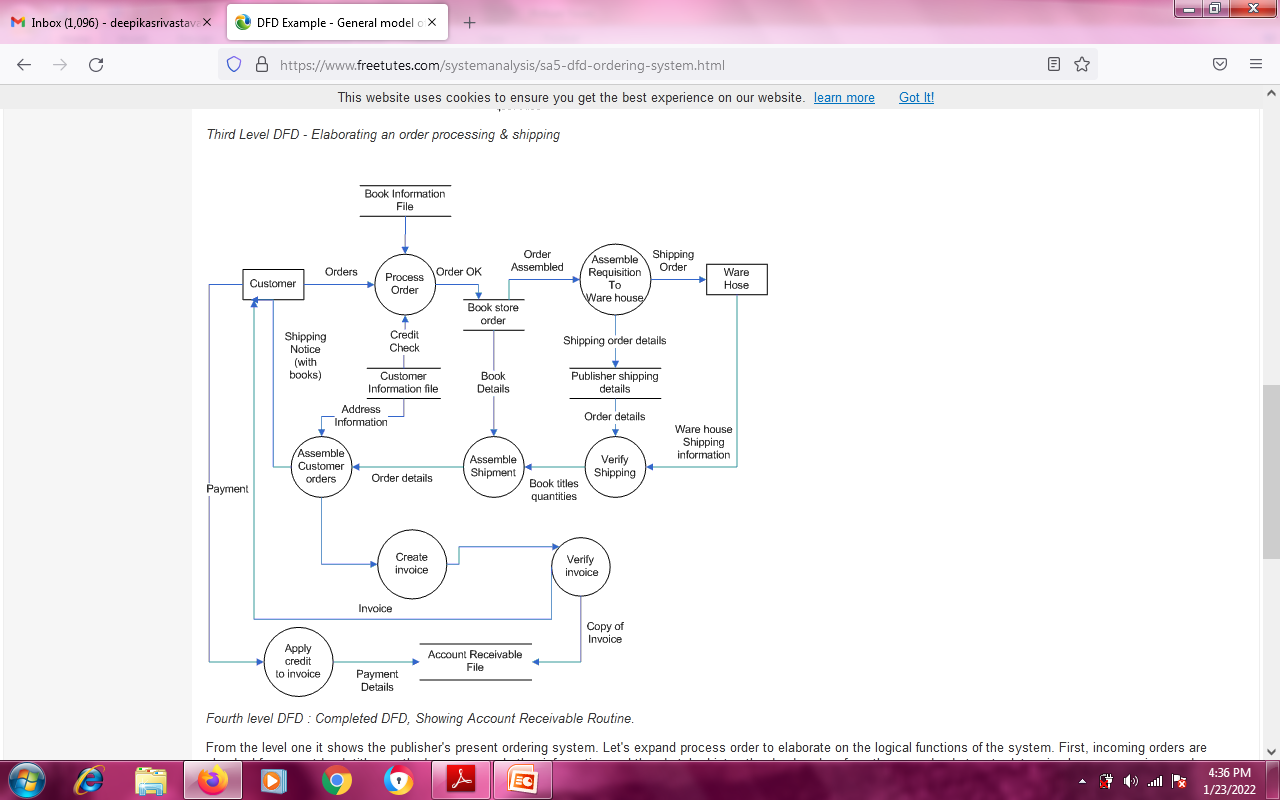 Inbox (1,096) - deepikasrivastava
DFD Example - General model o
https://www.freetutes.com/systemanalysis/sa5-dfd-ordering-system.html
This website uses cookies to ensure you get the best experience on our website. learn more Got It!
Third Level DFD - Elaborating an order processing & shipping
Book Information
File
Customer
Orders
Process
Order
Order OK
Order
Assembled
Assemble
Requisition
To
Ware house
Shipping
Order
Ware
Hose
Book store
order
Shipping
Notice
(with
books)
Credit
Check
Shipping order details
Customer
Information file
Book
Details
Publisher shipping
details
Address
Information
Order details
Ware house
Shipping
information
Assemble
Customer
orders
Order details
Assemble
Shipment
Book titles
quantities
Verify
Shipping
Payment
Create
invoice
Verify
invoice
Invoice
Copy of
Invoice
Apply
credit
to invoice
Payment
Details
Account Receivable
File
Fourth level DFD : Completed DFD, Showing Account Receivable Routine.
From the level one it shows the publisher's present ordering system. Let's expand process order to elaborate on the logical functions of the system. First, incoming orders are
4:36 PM
1/23/2022